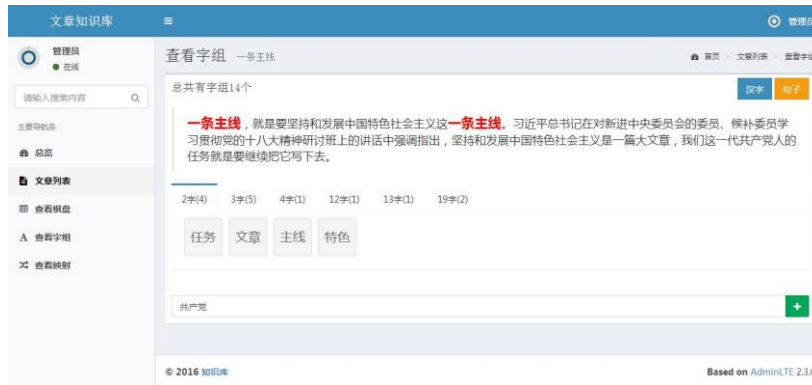 文章知识库
管理员
管理员
在线
请输入搜索内容
主要导航条
总览
文章列表
查看棋盘
查看字组
查看映射
查看字组 一条主线
首页 > 文章列表 > 查看字组
总共有字组14个
汉字 句子
一条主线，就是要坚持和发展中国特色社会主义这一条主线。习近平总书记在对新进中央委员会的委员、候补委员学
习贯彻党的十八大精神研讨班上的讲话中强调指出，坚持和发展中国特色社会主义是一篇大文章，我们这一代共产党人的
任务就是要继续把它写下去。
2字(4) 3字(5) 4字(1) 12字(1) 13字(1) 19字(2)
任务 文章 主线 特色
共产党
© 2016 知识库
Based on AdminLTE 2.3